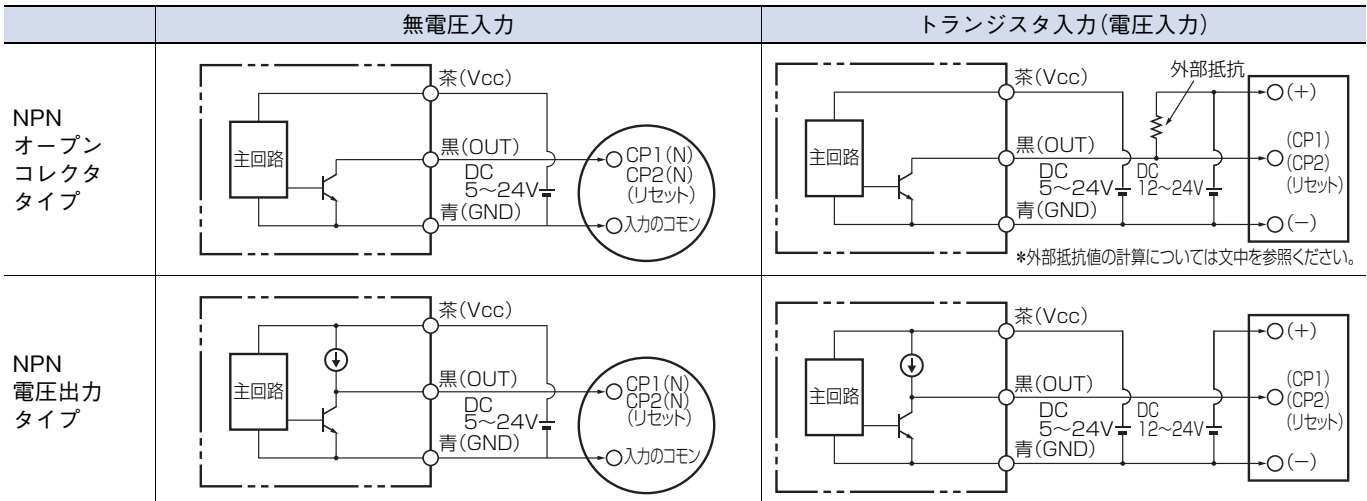 無電圧入力
トランジスタ入力(電圧入力)
NPN
オープン
コレクタ
タイプ
茶(Vcc)
主回路
黒(OUT)
DC
5～24V
青(GND)
CP1(N)
CP2(N)
(リセット)
入力のコモン
茶(Vcc)
外部抵抗
主回路
黒(OUT)
DC
5～24V
DC
12～24V
青(GND)
(+)
(CP1)
(CP2)
(リセット)
(−)
*外部抵抗値の計算については文中を参照ください。
NPN
電圧出力
タイプ
茶(Vcc)
主回路
黒(OUT)
DC
5～24V
青(GND)
CP1(N)
CP2(N)
(リセット)
入力のコモン
茶(Vcc)
主回路
黒(OUT)
DC
5～24V
DC
12～24V
青(GND)
(+)
(CP1)
(CP2)
(リセット)
(−)